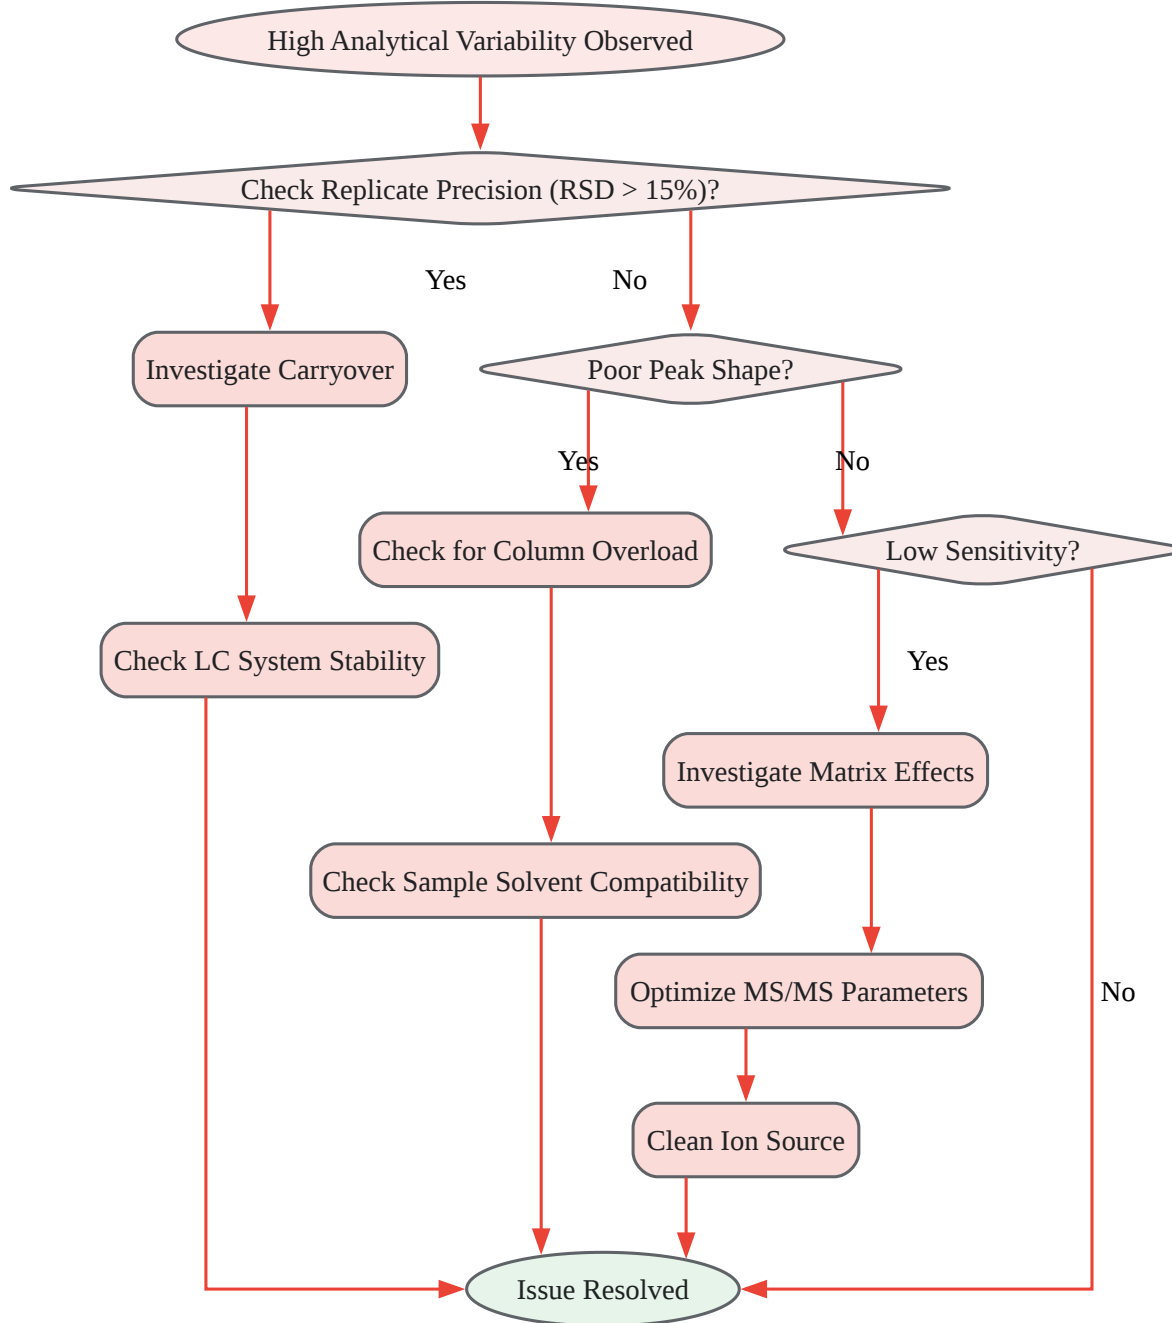 High Analytical Variability Observed
Check Replicate Precision (RSD > 15%)?
Yes
No
Investigate Carryover
Poor Peak Shape?
Yes
No
Check for Column Overload
Low Sensitivity?
Check LC System Stability
Yes
Investigate Matrix Effects
Check Sample Solvent Compatibility
Optimize MS/MS Parameters
No
Clean Ion Source
Issue Resolved